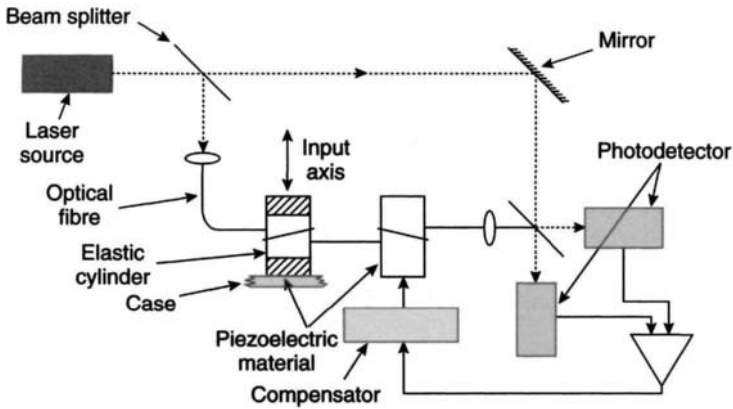 Beam splitter
Mirror
Laser
source
Input
axis
Photodetector
Optical
fibre
Elastic
cylinder
Case
Piezoelectric
material
Compensator